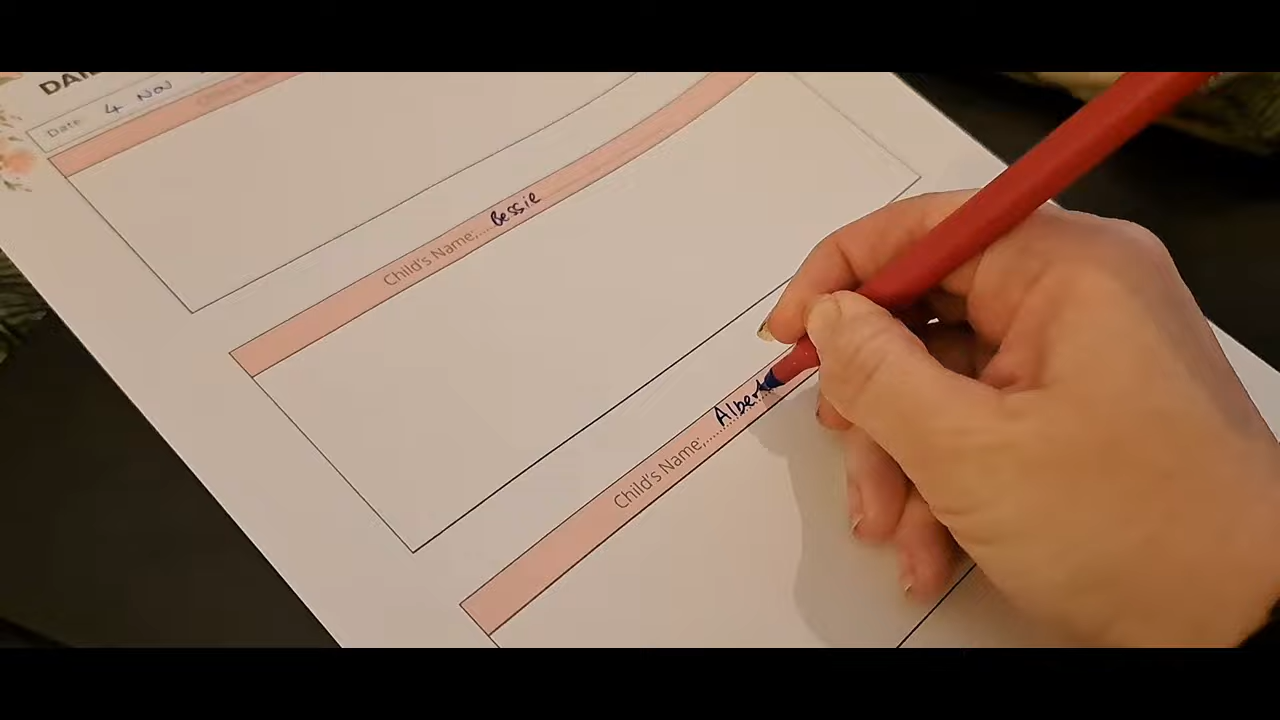 Date: 4 Nov
Child's Name:....... Bessie
Child's Name:....... Albert